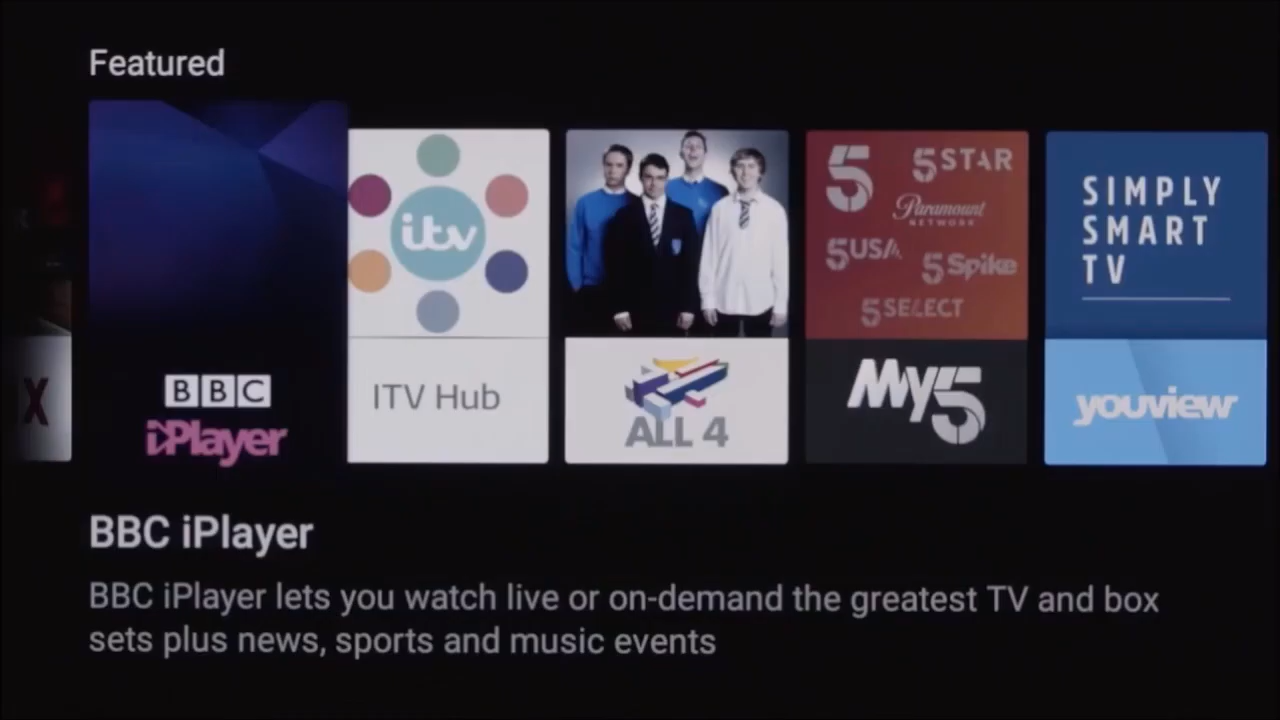 Featured
X
BBC
iPlayer
itv
ITV Hub
ALL 4
5
5STAR
Paramount
NETWORK
5USA
5Spike
5SELECT
My5
SIMPLY
SMART
TV
youview
BBC iPlayer
BBC iPlayer lets you watch live or on-demand the greatest TV and box
sets plus news, sports and music events